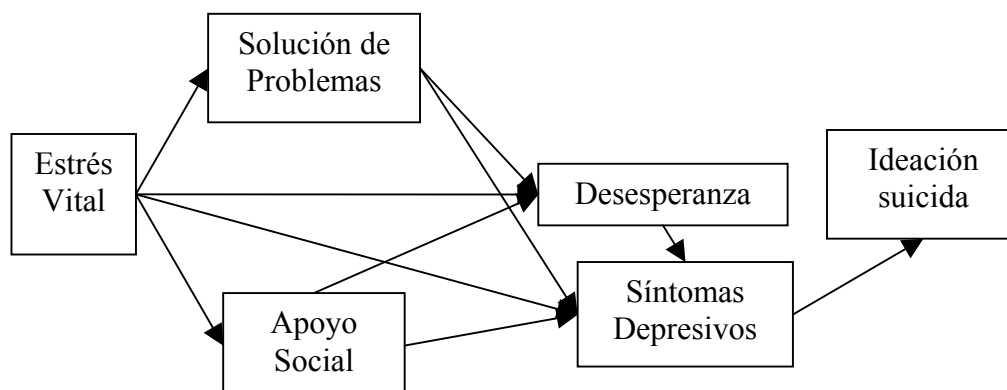 Solución de
Problemas
Estrés
Vital
Desesperanza
Ideación
suicida
Apoyo
Social
Síntomas
Depresivos